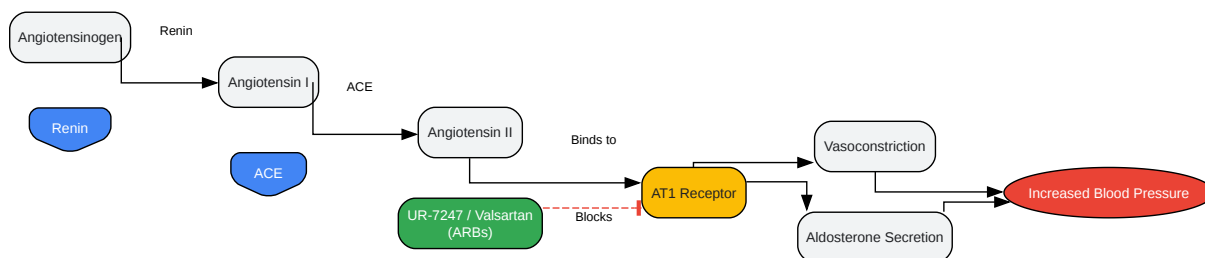 Angiotensinogen
Renin
Angiotensin I
ACE
Renin
Angiotensin II
Binds to
Vasoconstriction
ACE
AT1 Receptor
Increased Blood Pressure
UR-7247 / Valsartan
(ARBs)
Blocks
Aldosterone Secretion